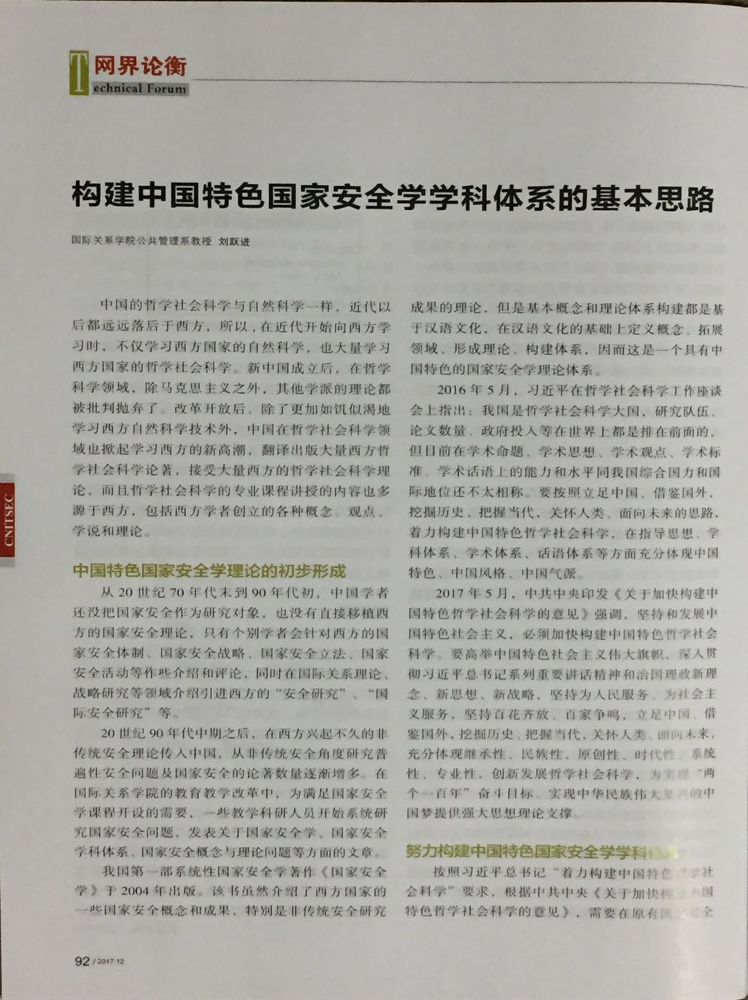 网界论衡
Technical Forum
构建中国特色国家安全学学科体系的基本思路
国际关系学院公共管理系教授 刘跃进
中国的哲学社会科学与自然科学一样，近代以
后都远远落后于西方，所以，在近代开始向西方学
习时，不仅学习西方国家的自然科学，也大量学习
西方国家的哲学社会科学。新中国成立后，在哲学
科学领域，除马克思主义之外，其他学派的理论都
被批判抛弃了。改革开放后，除了更加如饥似渴地
学习西方自然科学技术外，中国在哲学社会科学领
域也掀起学习西方的新高潮，翻译出版大量西方哲
学社会科学论著，接受大量西方的哲学社会科学理
论，而且哲学社会科学的专业课程讲授的内容也多
源于西方，包括西方学者创立的各种概念、观点、
学说和理论。
中国特色国家安全学理论的初步形成
从 20 世纪 70 年代末到 90 年代初，中国学者
还没把国家安全作为研究对象，也没有直接移植西
方的国家安全理论，只有个别学者会针对西方的国
家安全体制、国家安全战略、国家安全立法、国家
安全活动等作些介绍和评论，同时在国际关系理论、
战略研究等领域介绍引进西方的“安全研究”、“国
际安全研究”等。
20 世纪 90 年代中期之后，在西方兴起不久的非
传统安全理论传入中国，从非传统安全角度研究普
遍性安全问题及国家安全的论著数量逐渐增多。在
国际关系学院的教育教学改革中，为满足国家安全
学课程开设的需要，一些教学科研人员开始系统研
究国家安全问题，发表关于国家安全学、国家安全
学科体系、国家安全概念与理论问题等方面的文章。
我国第一部系统性国家安全学著作《国家安全
学》于 2004 年出版。该书虽然介绍了西方国家的
一些国家安全概念和成果，特别是非传统安全研究
成果的理论，但是基本概念和理论体系构建都是基
于汉语文化，在汉语文化的基础上定义概念、拓展
领域、形成理论、构建体系，因而这是一个具有中
国特色的国家安全学理论体系。
2016 年 5 月，习近平在哲学社会科学工作座谈
会上指出：我国是哲学社会科学大国，研究队伍、
论文数量、政府投入等在世界上都是排在前面的，
但目前在学术命题、学术思想、学术观点、学术标
准、学术话语上的能力和水平同我国综合国力和国
际地位还不太相称。要按照立足中国、借鉴国外，
挖掘历史、把握当代，关怀人类、面向未来的思路，
着力构建中国特色哲学社会科学，在指导思想、学
科体系、学术体系、话语体系等方面充分体现中国
特色、中国风格、中国气派。
2017 年 5 月，中共中央印发《关于加快构建中
国特色哲学社会科学的意见》强调，坚持和发展中
国特色社会主义，必须加快构建中国特色哲学社会
科学。要高举中国特色社会主义伟大旗帜，深入贯
彻习近平总书记系列重要讲话精神和治国理政新理
念、新思想、新战略，坚持为人民服务、为社会主
义服务，坚持百花齐放、百家争鸣，立足中国、借
鉴国外，挖掘历史、把握当代，关怀人类、面向未来，
充分体现继承性、民族性、原创性、时代性、系统
性、专业性，创新发展哲学社会科学，为实现“两
个一百年”奋斗目标、实现中华民族伟大复兴的中
国梦提供强大思想理论支撑。
努力构建中国特色国家安全学学科
按照习近平总书记“着力构建中国特色 学社
会科学”要求，根据中共中央《关于加快构 国
特色哲学社会科学的意见》，需要在原有国 全
92 / 2017 12
CNITSEC